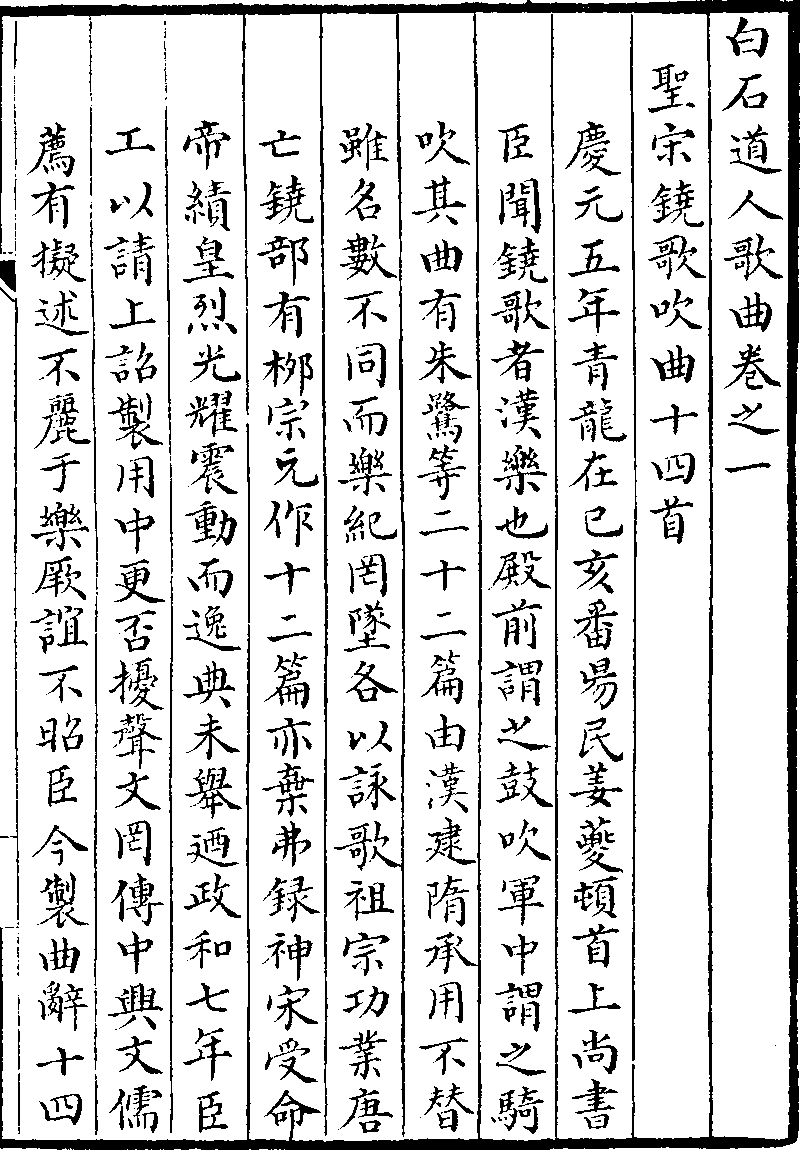 白石道人歌曲卷之一
聖宋鐃歌吹曲十四首
慶元五年青龍在己亥番昜民姜夔頓首上尚書
臣聞鐃歌者漢樂也殿前謂之鼓吹軍中謂之騎
吹其曲有朱鷺等二十二篇由漢建隋承用不替
雖名數不同而樂紀罔墜各以詠歌祖宗功業唐
亡鐃部有栁宗元作十二篇亦棄弗録神宋受命
帝績皇烈光耀震動而逸典未舉迺政和七年臣
工以請上詔製用中更否擾聲文罔傳中興文儒
薦有擬述不麗于樂厥誼不昭臣今製曲辭十四